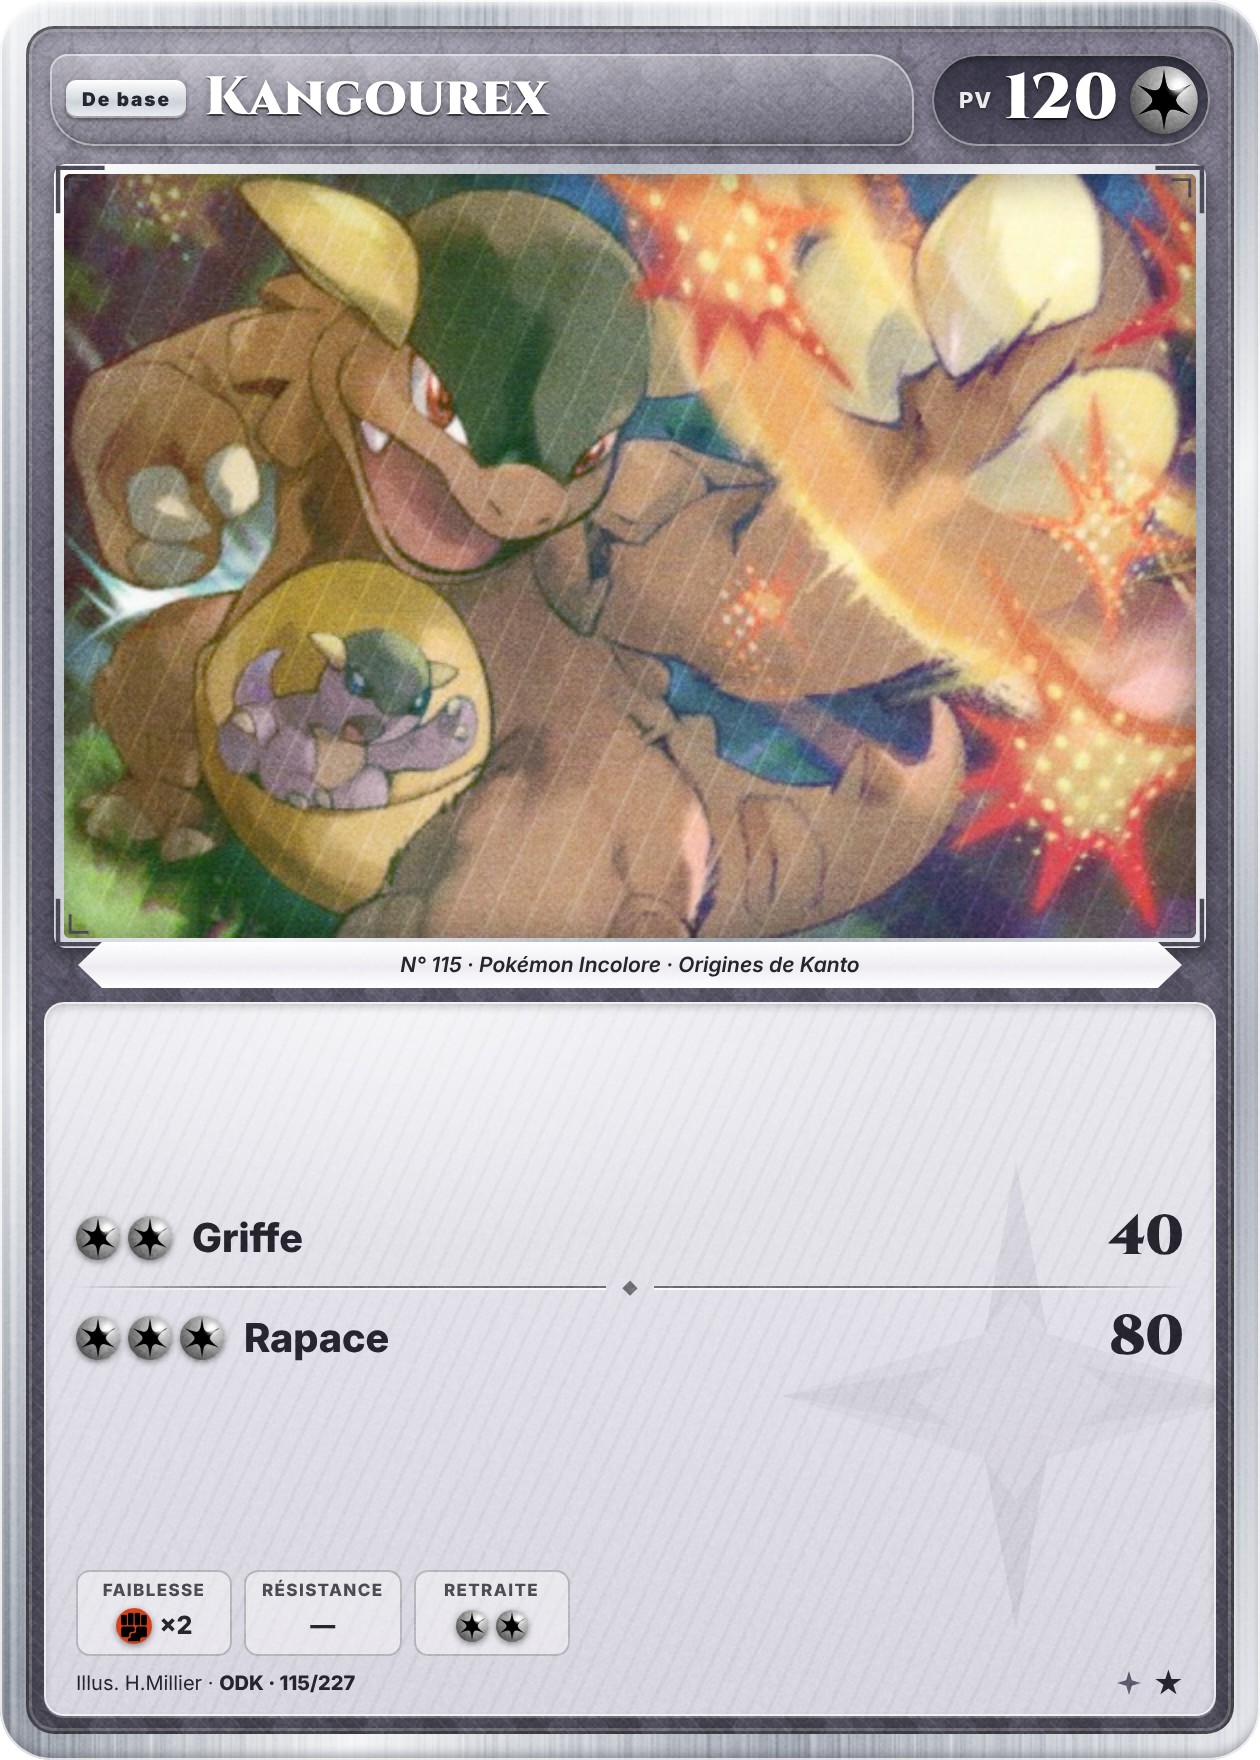 De base KANGOUREX PV 120
N° 115 · Pokémon Incolore · Origines de Kanto
Griffe 40
Rapace 80
FAIBLESSE RÉSISTANCE RETRAITE
×2 —
Illus. H.Millier · ODK · 115/227